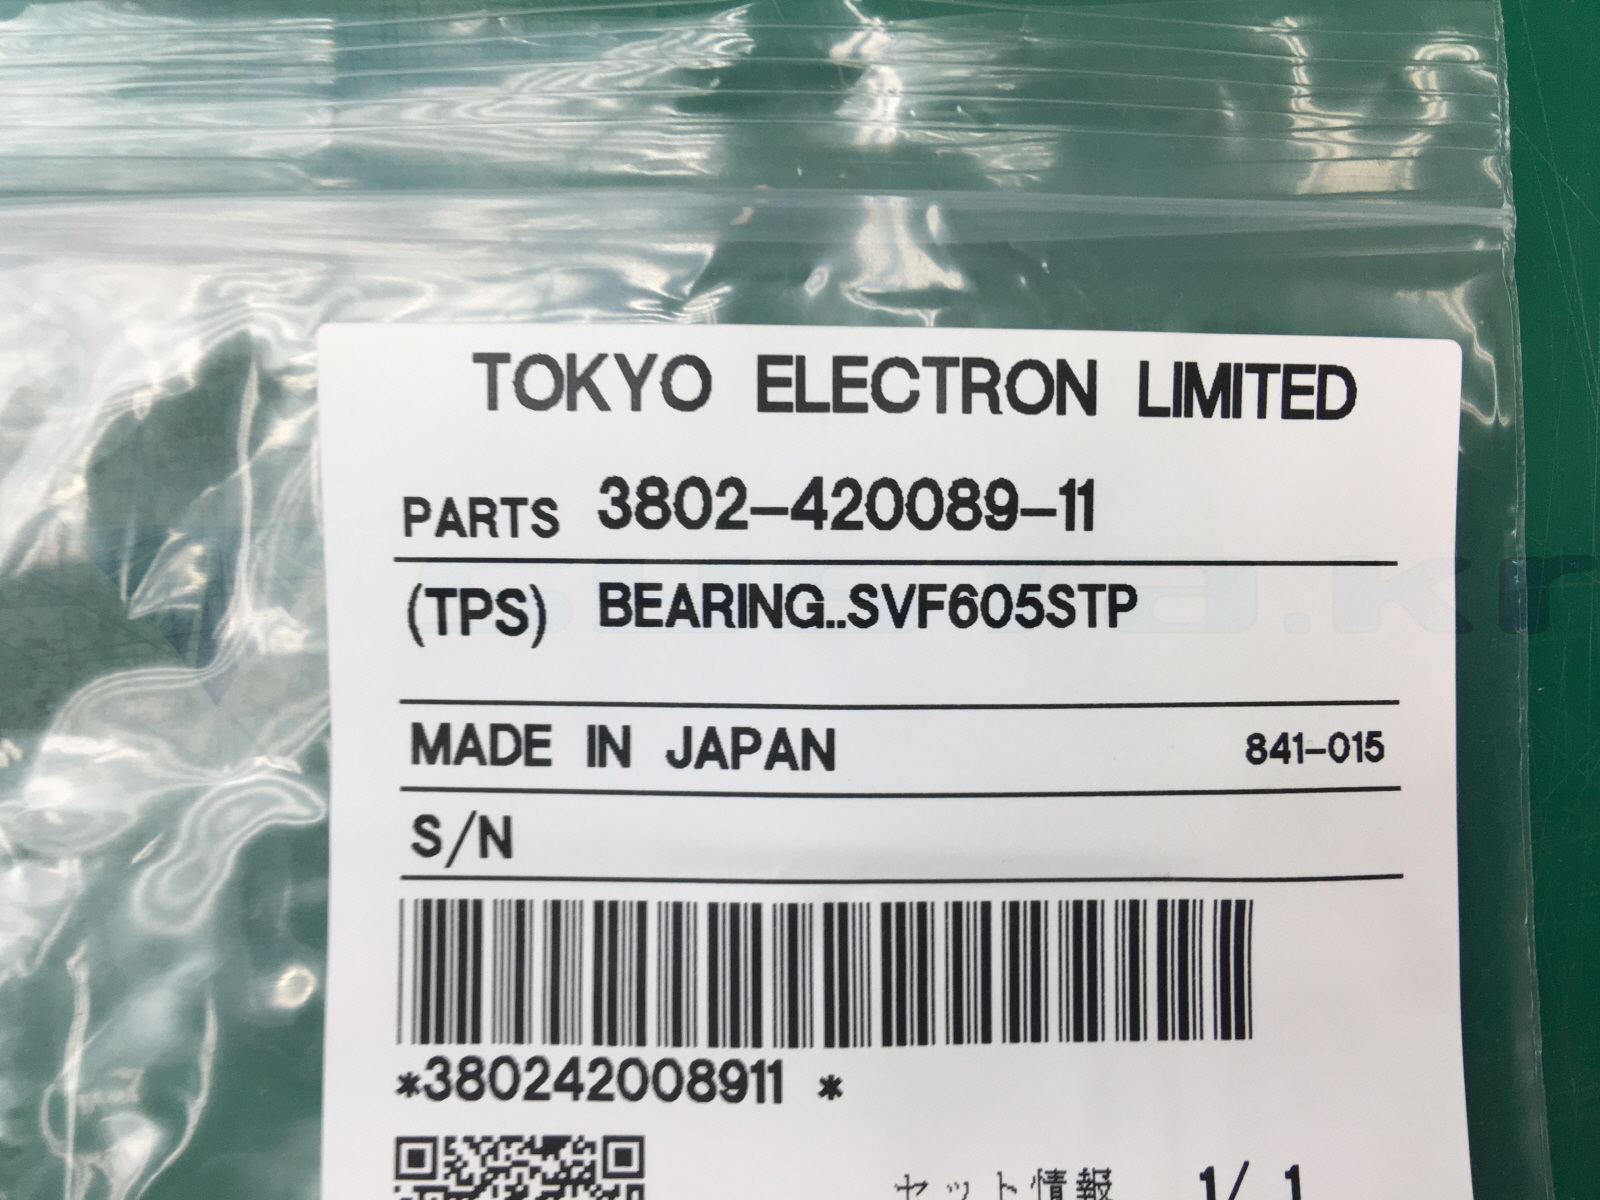 TOKYO ELECTRON LIMITED
PARTS 3802-420089-11
(TPS) BEARING..SVF605STP
MADE IN JAPAN 841-015
S/N
*380242008911 *
セット情報 1/ 1